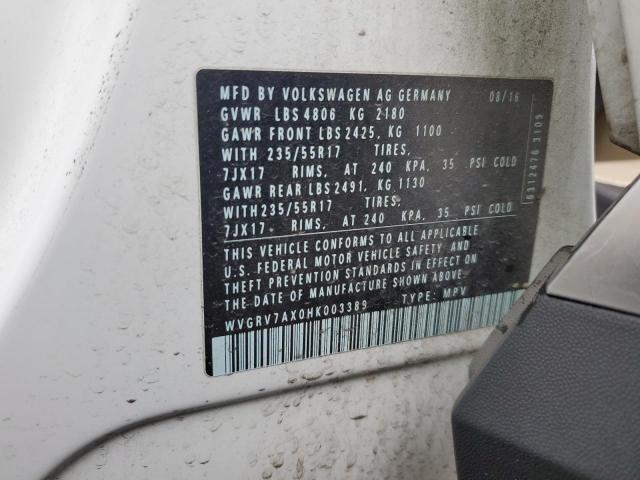 MFD BY VOLKSWAGEN AG GERMANY 08/16
GVWR LBS 4806 KG 2180
GAWR FRONT LBS 2425, KG 1100
WITH 235/55R17 TIRES,
7JX17 RIMS, AT 240 KPA, 35 PSI COLD
GAWR REAR LBS 2491, KG 1130
WITH 235/55R17 TIRES,
7JX17 RIMS, AT 240 KPA, 35 PSI COLD
THIS VEHICLE CONFORMS TO ALL APPLICABLE
U.S. FEDERAL MOTOR VEHICLE SAFETY AND
THEFT PREVENTION STANDARDS IN EFFECT ON
THE DATE OF MANUFACTURE SHOWN ABOVE.
WVGRV7AX0HK003389 TYPE: MPV
6312476 3109